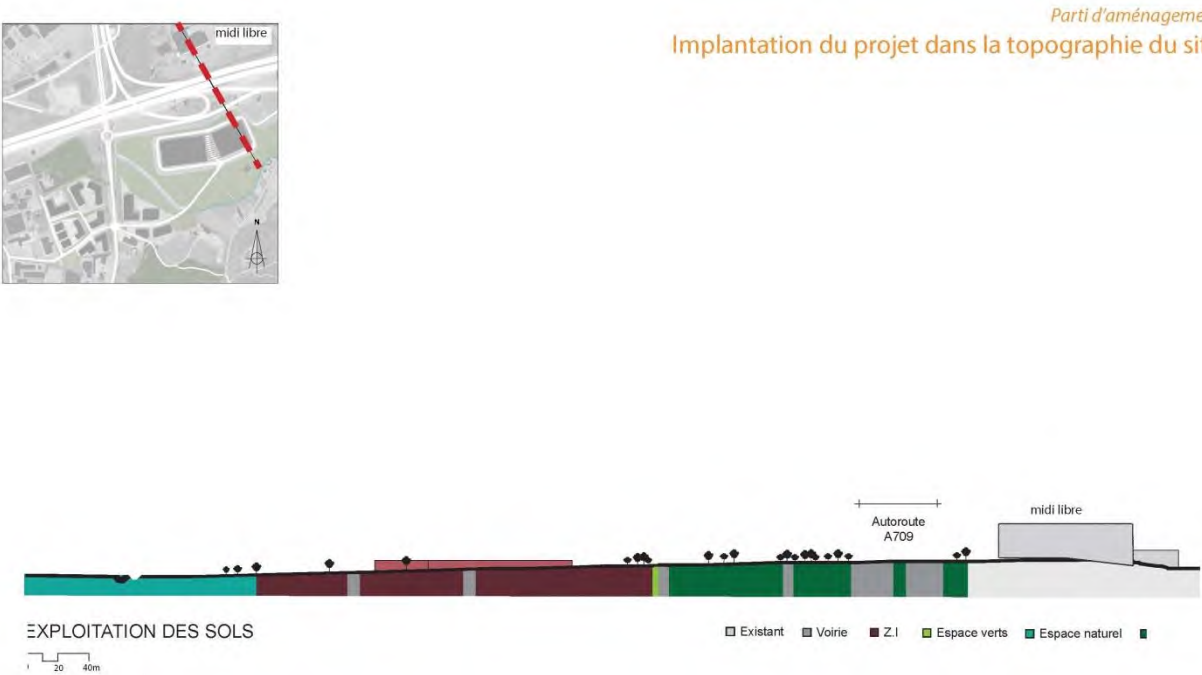 Parti d'aménageme
Implantation du projet dans la topographie du sit
midi libre
N
Autoroute
A709
midi libre
EXPLOITATION DES SOLS
20 40m
Existant Voirie Z.I Espace verts Espace naturel